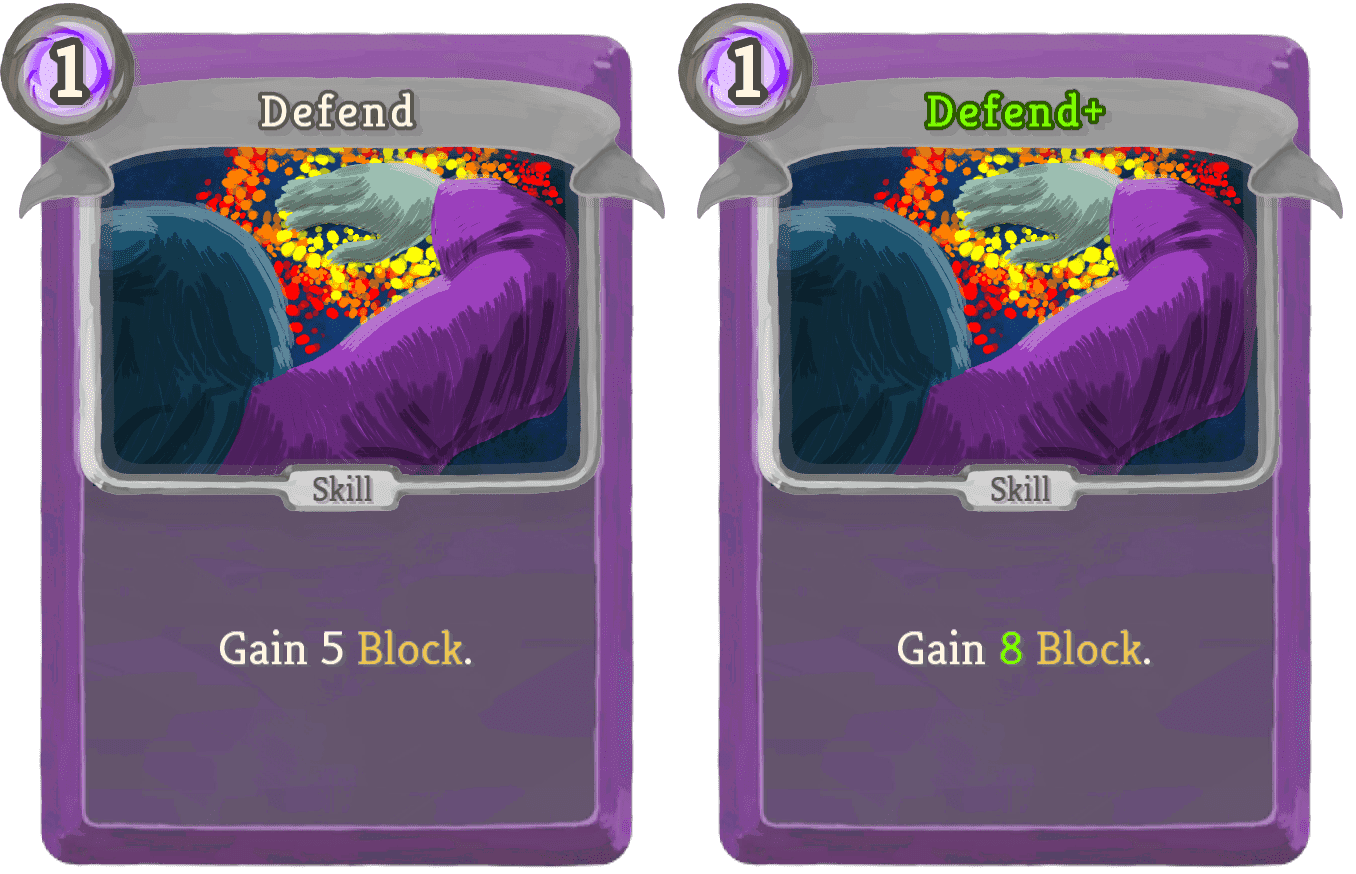 1
Defend
Skill
Gain 5 Block.
1
Defend+
Skill
Gain 8 Block.